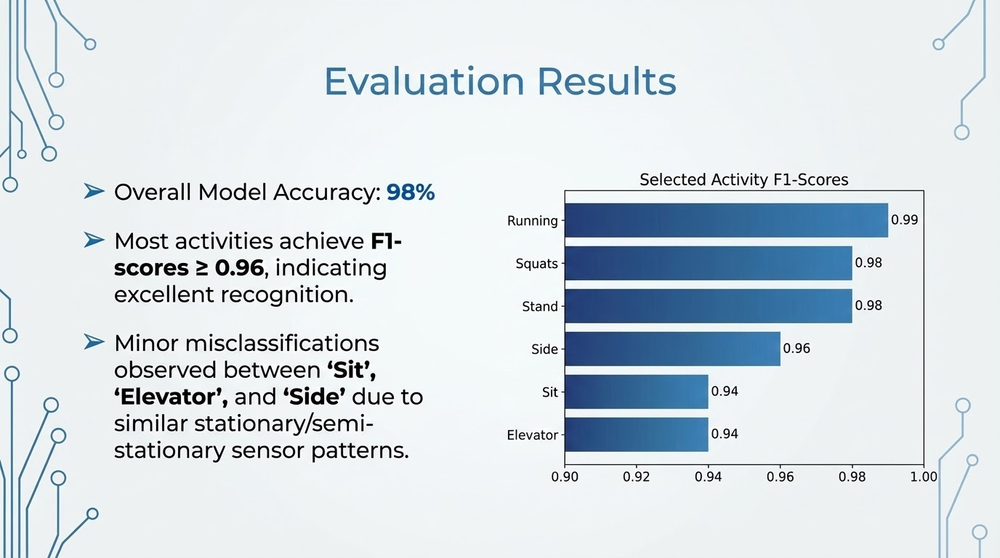 Evaluation Results
Overall Model Accuracy: 98%
Most activities achieve F1-
scores ≥ 0.96, indicating
excellent recognition.
Minor misclassifications
observed between ‘Sit’,
‘Elevator’, and ‘Side’ due to
similar stationary/semi-
stationary sensor patterns.
Selected Activity F1-Scores
Running 0.99
Squats 0.98
Stand 0.98
Side 0.96
Sit 0.94
Elevator 0.94
0.90 0.92 0.94 0.96 0.98 1.00